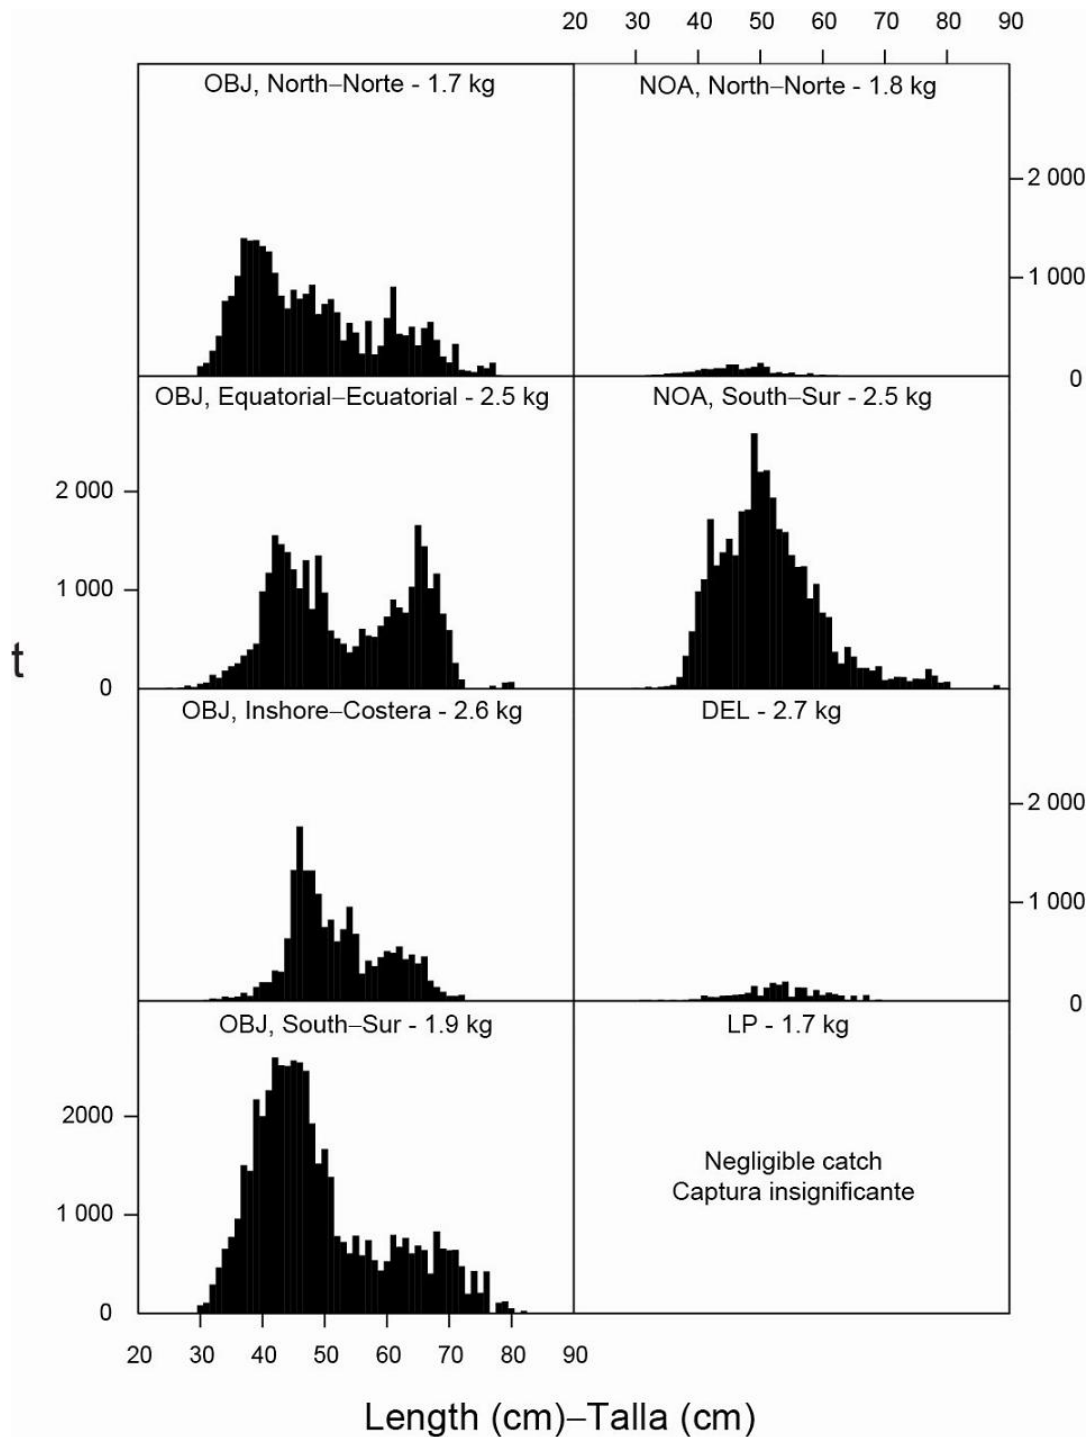 20 30 40 50 60 70 80 90
OBJ, North–Norte - 1.7 kg
NOA, North–Norte - 1.8 kg
2 000
1 000
0
OBJ, Equatorial–Ecuatorial - 2.5 kg
NOA, South–Sur - 2.5 kg
2 000
1 000
t
0
OBJ, Inshore–Costera - 2.6 kg
DEL - 2.7 kg
2 000
1 000
0
OBJ, South–Sur - 1.9 kg
LP - 1.7 kg
2000
Negligible catch
Captura insignificante
1 000
0
20 30 40 50 60 70 80 90
Length (cm)–Talla (cm)